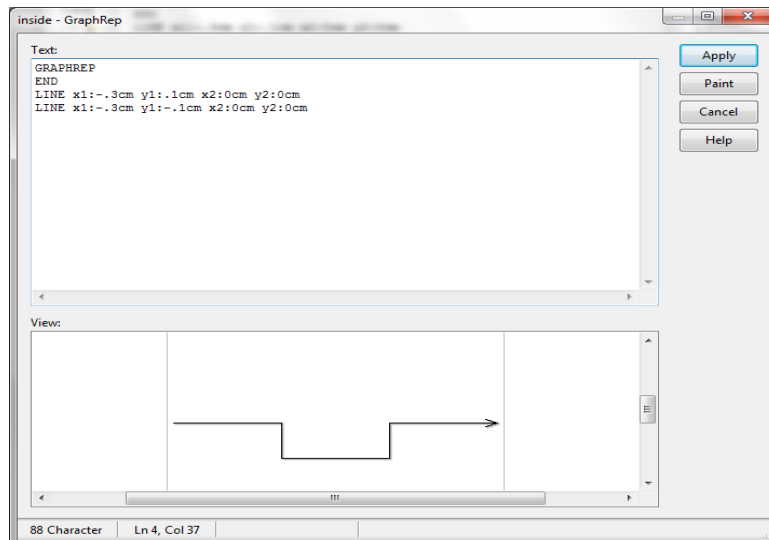 inside - GraphRep
Text:
GRAPHREP
END
LINE x1:-.3cm y1:.1cm x2:0cm y2:0cm
LINE x1:-.3cm y1:-.1cm x2:0cm y2:0cm
Apply
Paint
Cancel
Help
View:
88 Character Ln 4, Col 37